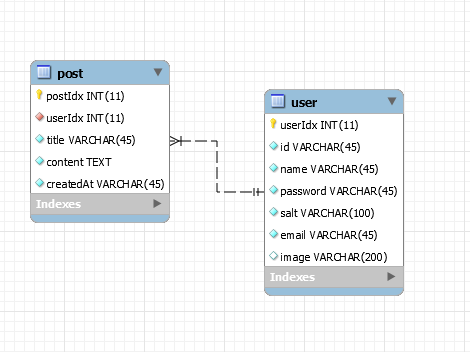 post
postIdx INT(11)
userIdx INT(11)
title VARCHAR(45)
content TEXT
createdAt VARCHAR(45)
Indexes
user
userIdx INT(11)
id VARCHAR(45)
name VARCHAR(45)
password VARCHAR(45)
salt VARCHAR(100)
email VARCHAR(45)
image VARCHAR(200)
Indexes